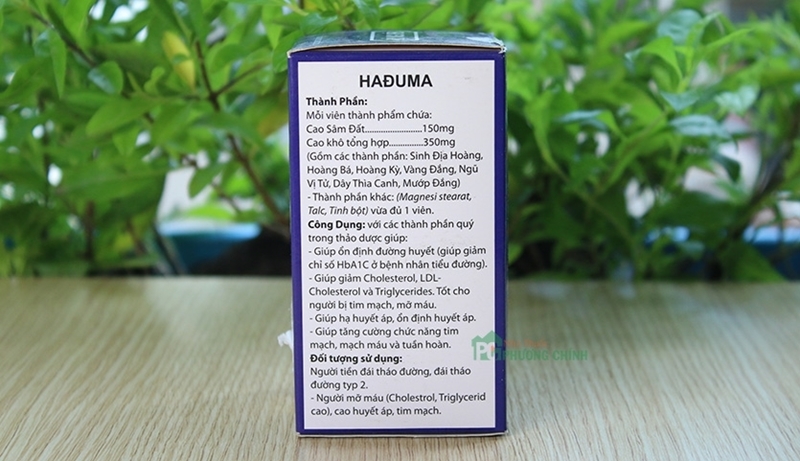 HAĐUMA
Thành Phần:
Mỗi viên thành phẩm chứa:
Cao Sâm Đất............................150mg
Cao khô tổng hợp.................350mg
(Gồm các thành phần: Sinh Địa Hoàng,
Hoàng Bá, Hoàng Kỳ, Vàng Đắng, Ngũ
Vị Tử, Dây Thìa Canh, Mướp Đắng)
- Thành phần khác: (Magnesi stearat,
Talc, Tinh bột) vừa đủ 1 viên.
Công Dụng: với các thành phần quý
trong thảo dược giúp:
- Giúp ổn định đường huyết (giúp giảm
chỉ số HbA1C ở bệnh nhân tiểu đường).
- Giúp giảm Cholesterol, LDL-
Cholesterol và Triglycerides. Tốt cho
người bị tim mạch, mỡ máu.
- Giúp hạ huyết áp, ổn định huyết áp.
- Giúp tăng cường chức năng tim
mạch, mạch máu và tuần hoàn.
Đối tượng sử dụng:
Người tiền đái tháo đường, đái tháo
đường typ 2.
- Người mỡ máu (Cholestrol, Triglycerid
cao), cao huyết áp, tim mạch.
PHƯƠNG CHÍNH